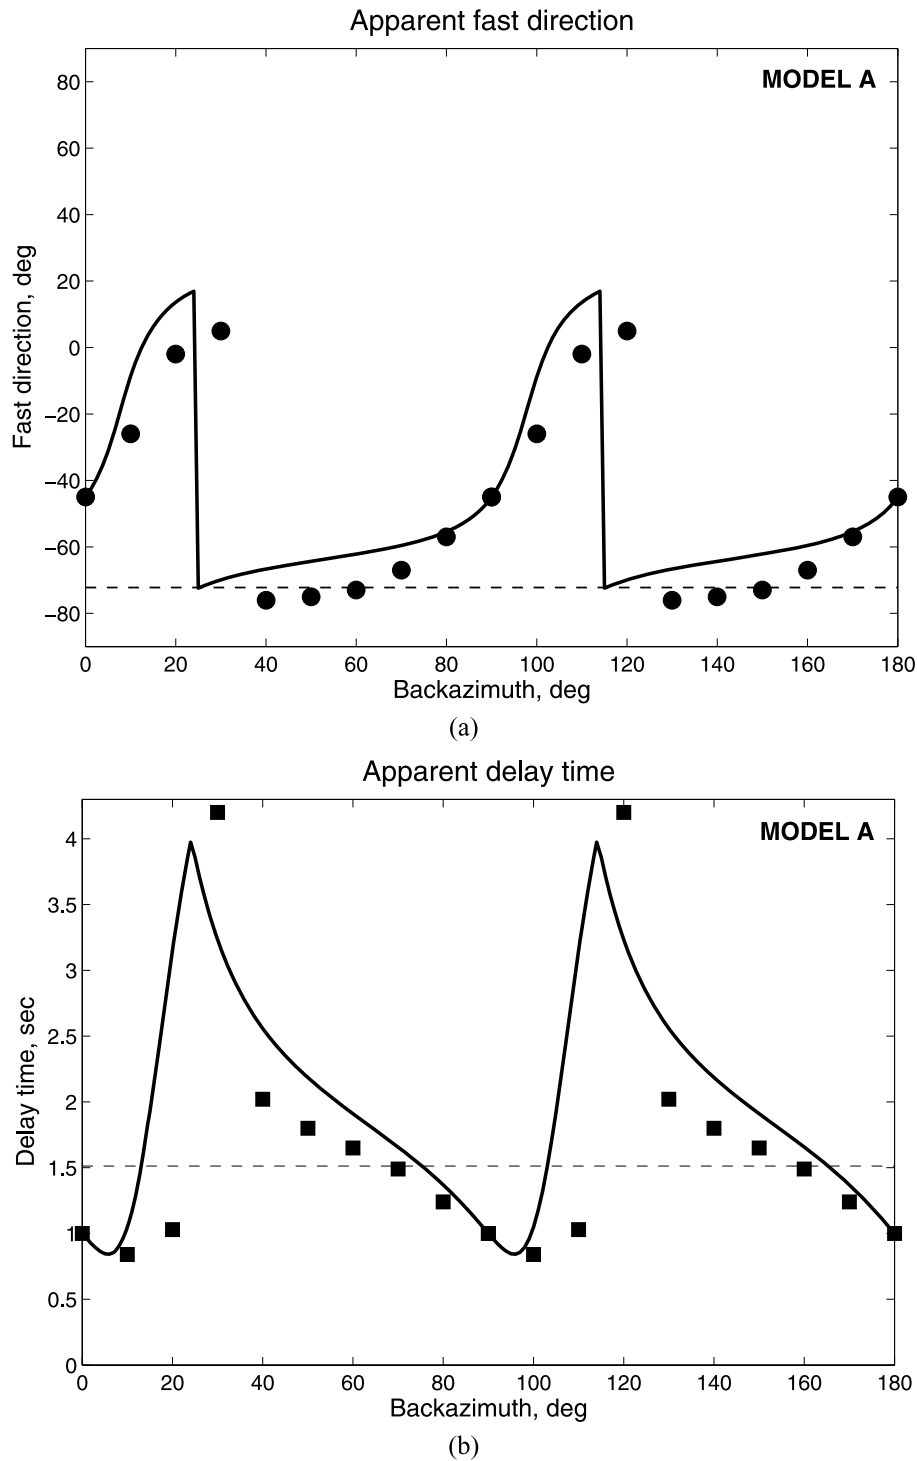 Apparent fast direction
MODEL A
80
60
40
20
0
−20
−40
−60
−80
Fast direction, deg
0 20 40 60 80 100 120 140 160 180
Backazimuth, deg
(a)
Apparent delay time
MODEL A
4
3.5
3
2.5
2
1.5
1
0.5
0
Delay time, sec
0 20 40 60 80 100 120 140 160 180
Backazimuth, deg
(b)